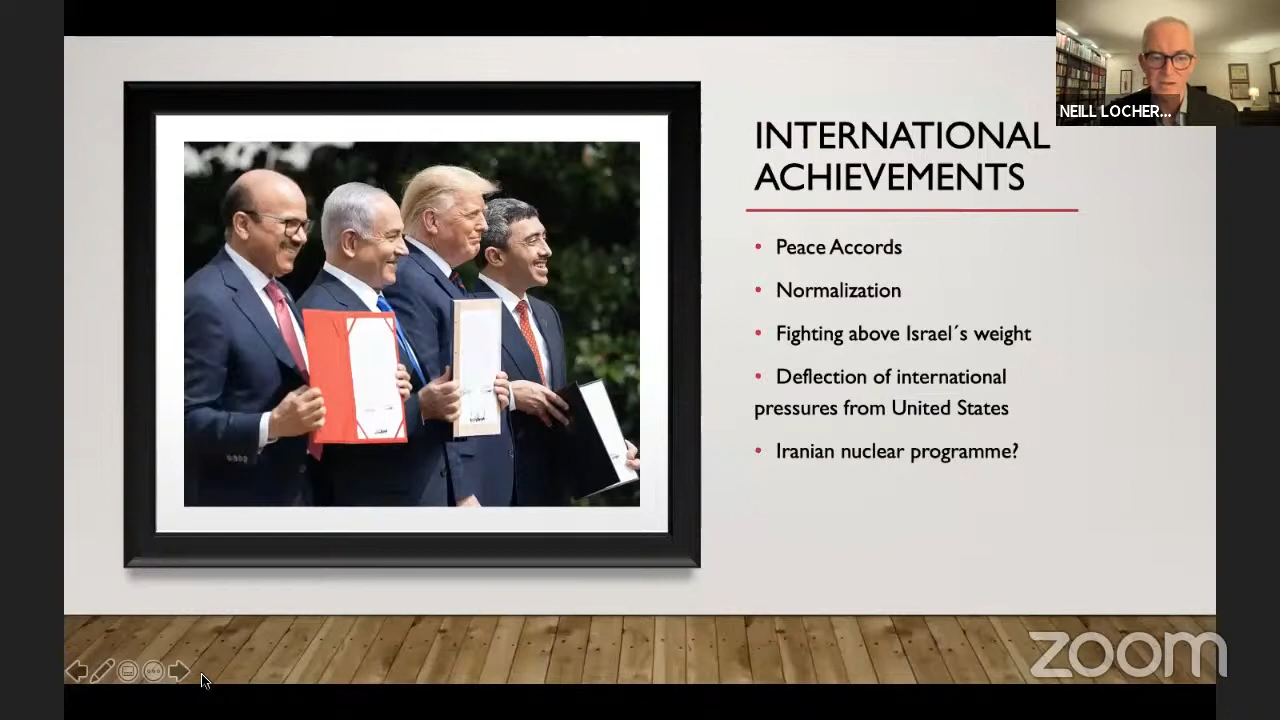 NEILL LOCHER...
INTERNATIONAL
ACHIEVEMENTS
• Peace Accords
• Normalization
• Fighting above Israel´s weight
• Deflection of international
pressures from United States
• Iranian nuclear programme?
zoom